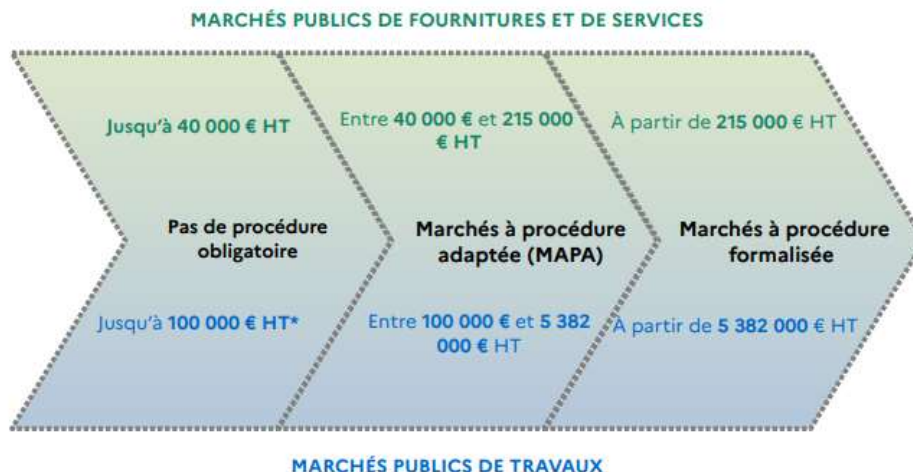 MARCHÉS PUBLICS DE FOURNITURES ET DE SERVICES
Jusqu'à 40 000 € HT
Entre 40 000 € et 215 000
€ HT
À partir de 215 000 € HT
Pas de procédure
obligatoire
Marchés à procédure
adaptée (MAPA)
Marchés à procédure
formalisée
Jusqu'à 100 000 € HT*
Entre 100 000 € et 5 382
000 € HT
À partir de 5 382 000 € HT
MARCHÉS PUBLICS DE TRAVAUX